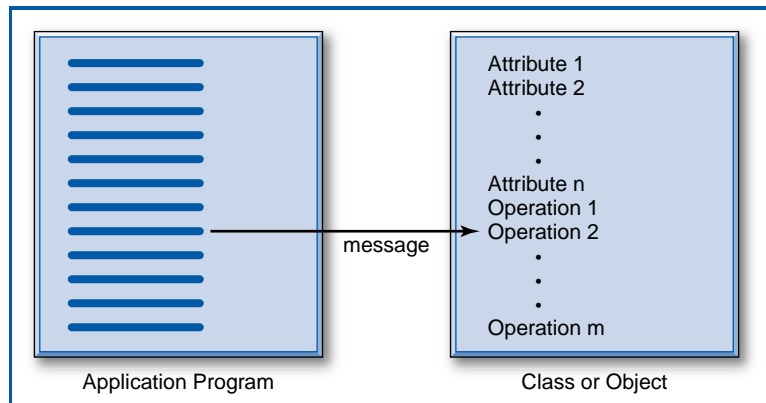 Attribute 1
Attribute 2
.
.
.
Attribute n
Operation 1
message
Operation 2
.
.
.
Operation m
Application Program
Class or Object